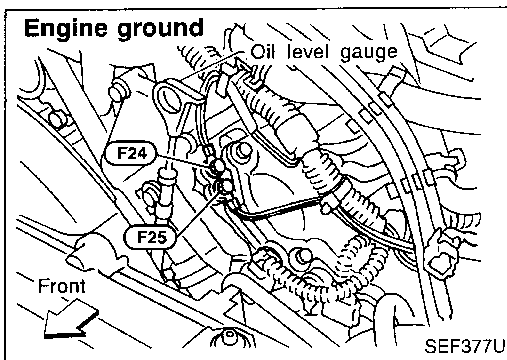 Engine ground
Oil level gauge
F24
F25
Front
SEF377U